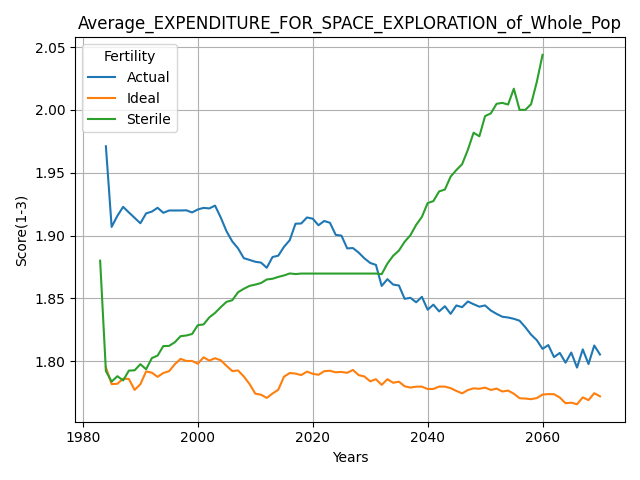 Average_EXPENDITURE_FOR_SPACE_EXPLORATION_of_Whole_Pop
Fertility
Actual
Ideal
Sterile
Score(1-3)
2.05
2.00
1.95
1.90
1.85
1.80
1980
2000
2020
2040
2060
Years